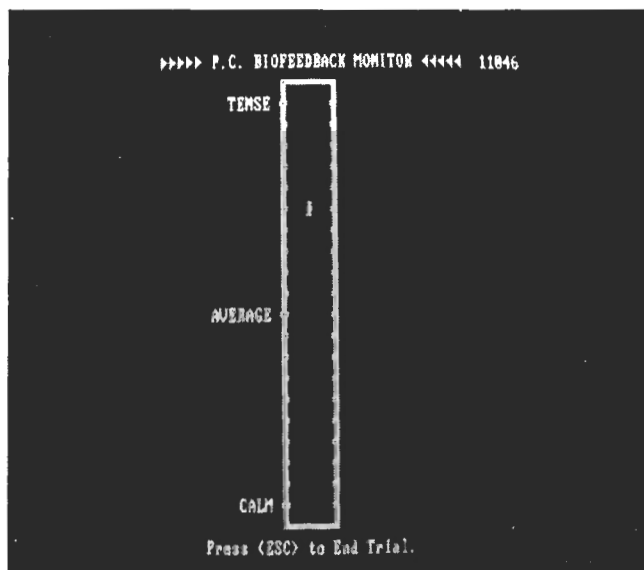 ►►►►► P.C. BIOFEEDBACK MONITOR ◄◄◄◄◄ 11846
TENSE
AVERAGE
CALM
Press <ESC> to End Trial.